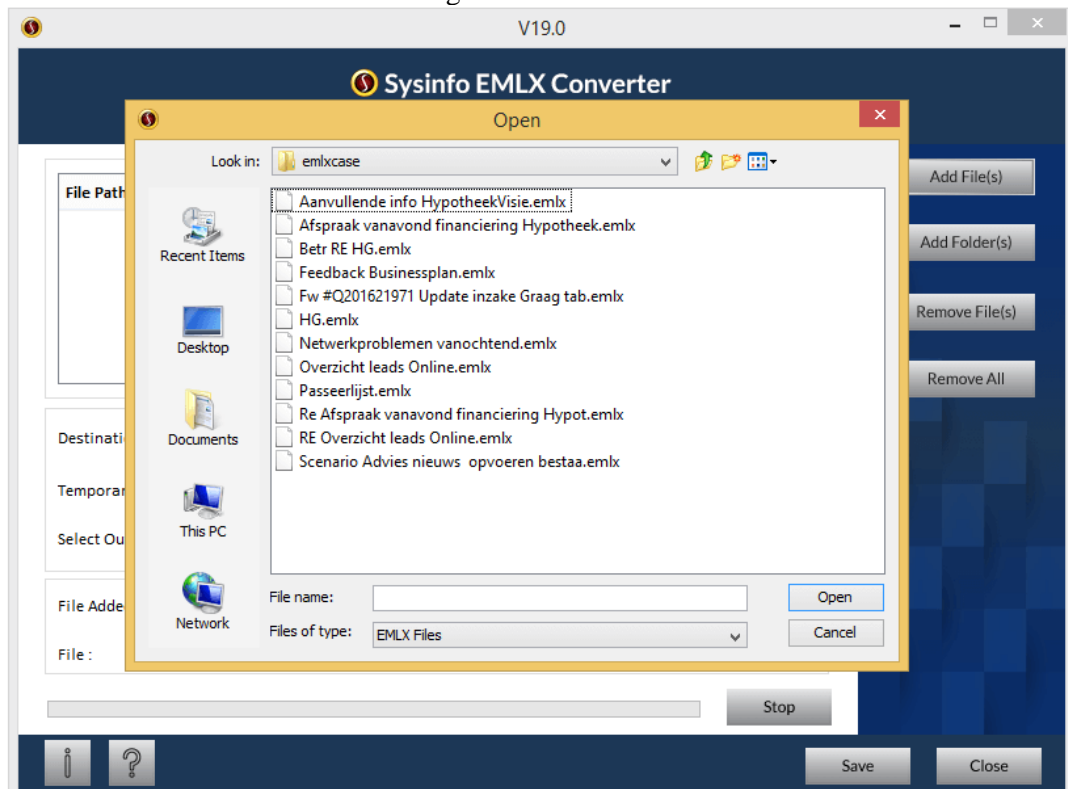 V19.0
Sysinfo EMLX Converter
Open
Look in: emlxcase
File Path
Recent Items
Desktop
Documents
This PC
Network
Aanvullende info HypotheekVisie.emlx
Afspraak vanavond financiering Hypotheek.emlx
Betr RE HG.emlx
Feedback Businessplan.emlx
Fw #Q201621971 Update inzake Graag tab.emlx
HG.emlx
Netwerkproblemen vanochtend.emlx
Overzicht leads Online.emlx
Passeerlijst.emlx
Re Afspraak vanavond financiering Hypot.emlx
RE Overzicht leads Online.emlx
Scenario Advies nieuws opvoeren bestaa.emlx
File name:
Open
Files of type: EMLX Files
Cancel
Add File(s)
Add Folder(s)
Remove File(s)
Remove All
Destinati
Temporar
Select Ou
File Adde
File :
Stop
Save
Close